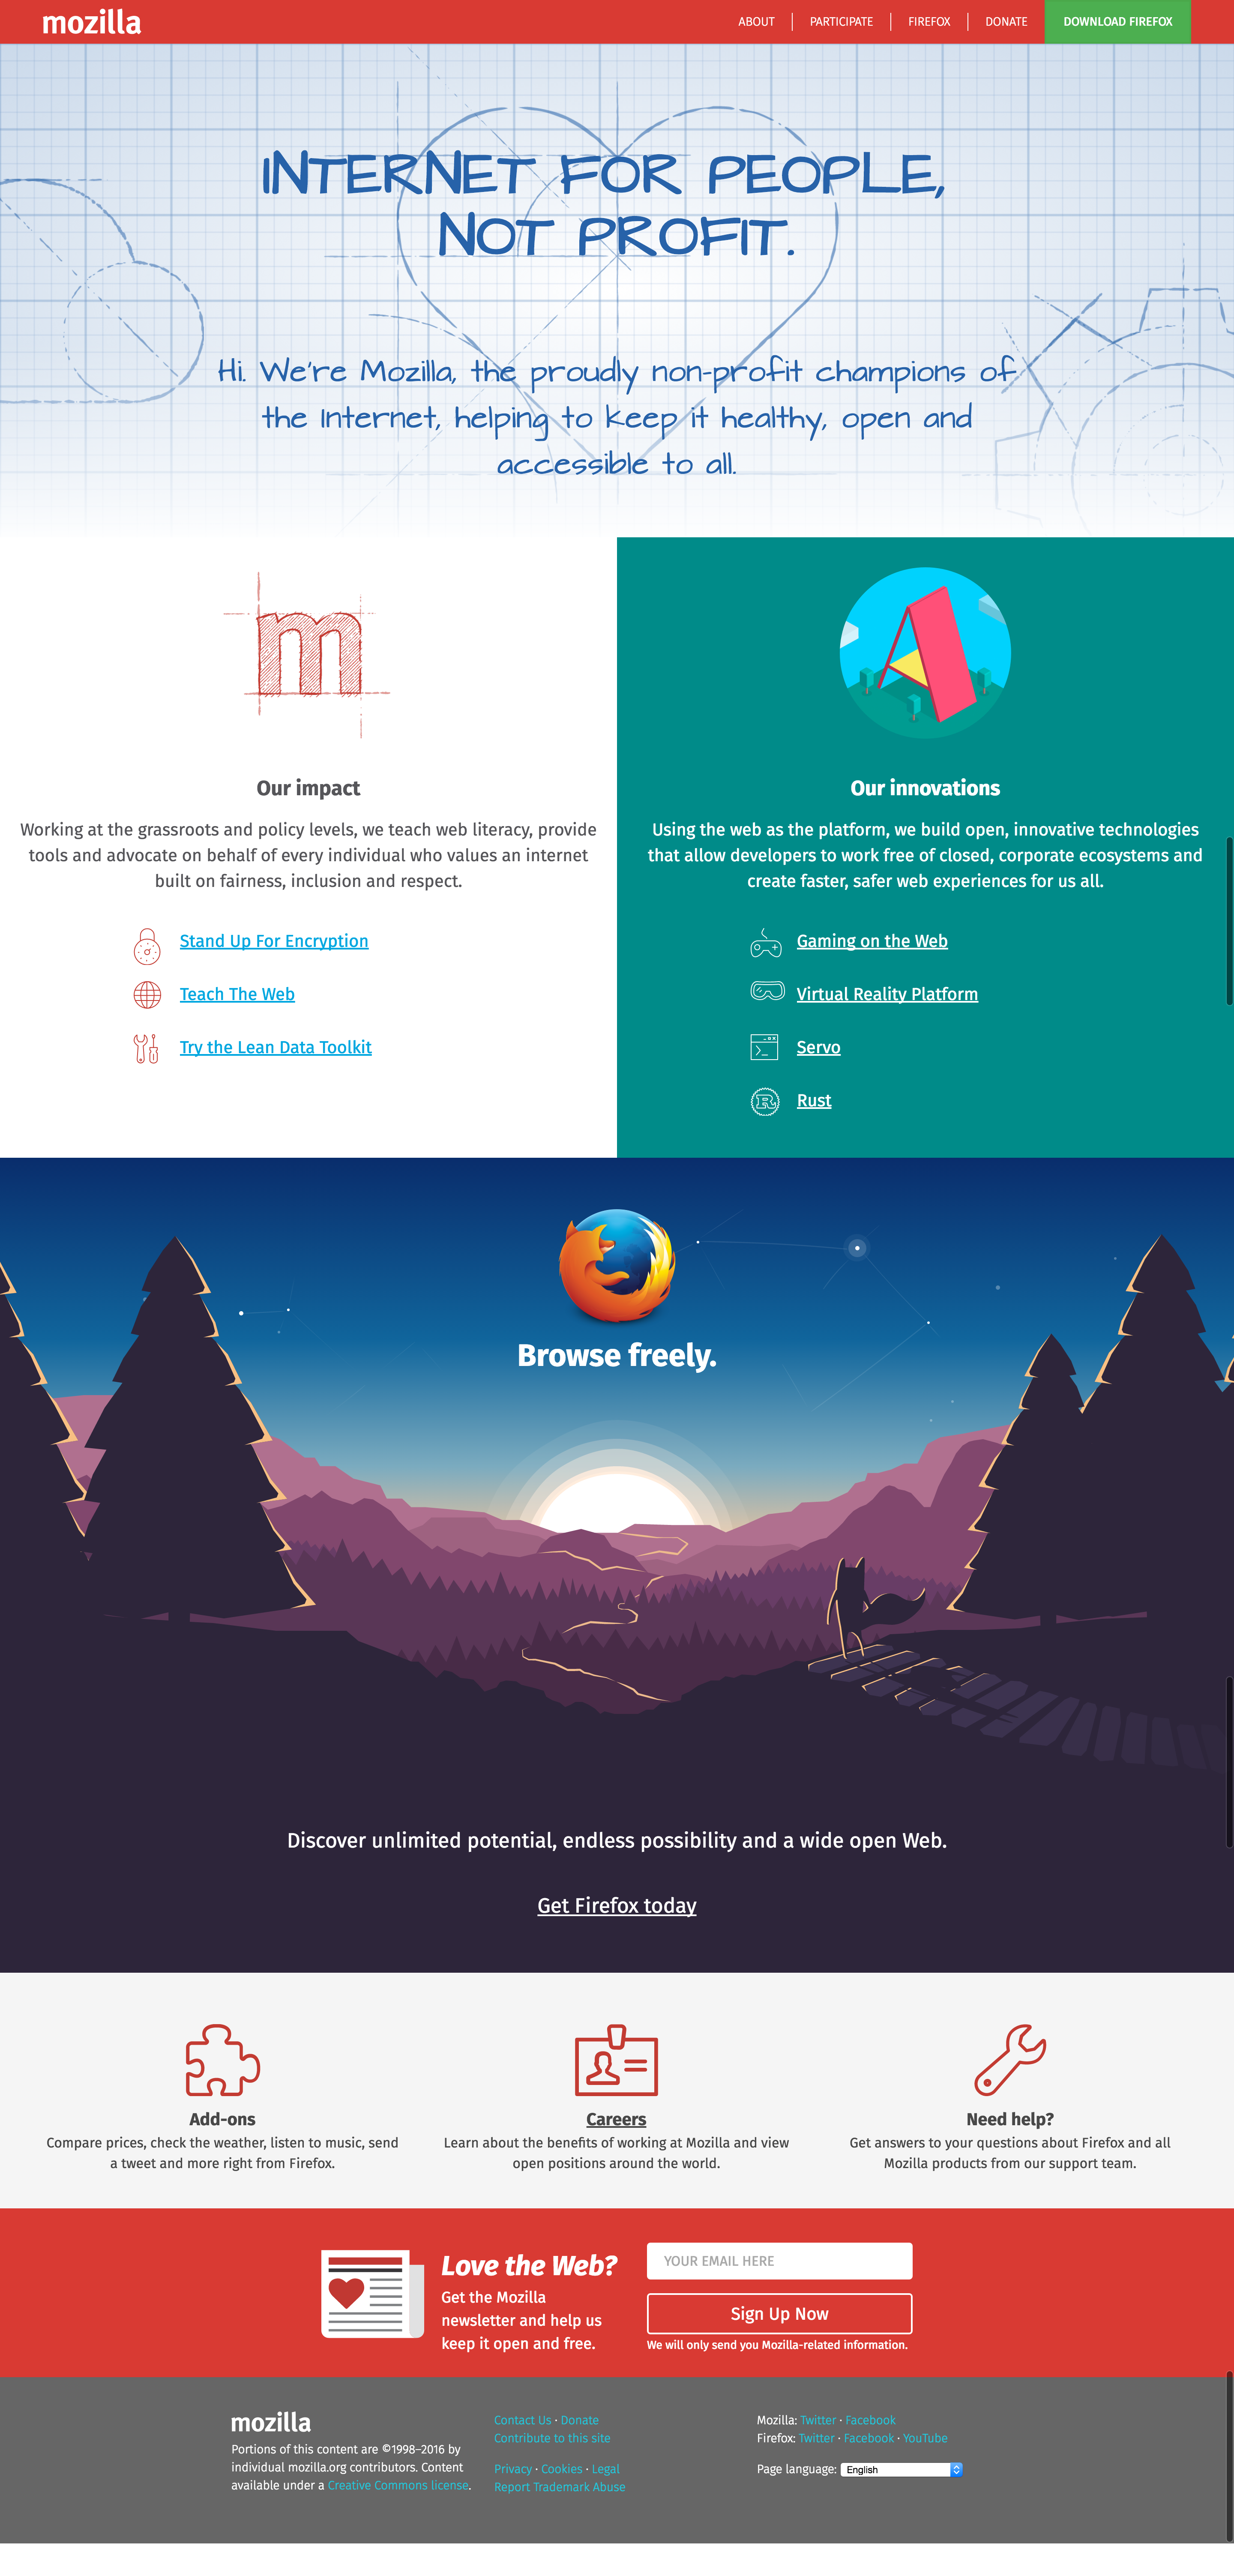 mozilla
ABOUT
PARTICIPATE
FIREFOX
DONATE
DOWNLOAD FIREFOX
INTERNET FOR PEOPLE,
NOT PROFIT.
Hi. We're Mozilla, the proudly non-profit champions of
the Internet, helping to keep it healthy, open and
accessible to all.
m
Our impact
Working at the grassroots and policy levels, we teach web literacy, provide
tools and advocate on behalf of every individual who values an internet
built on fairness, inclusion and respect.
Stand Up For Encryption
Teach The Web
Try the Lean Data Toolkit
Our innovations
Using the web as the platform, we build open, innovative technologies
that allow developers to work free of closed, corporate ecosystems and
create faster, safer web experiences for us all.
Gaming on the Web
Virtual Reality Platform
Servo
R
Rust
Browse freely.
Discover unlimited potential, endless possibility and a wide open Web.
Get Firefox today
Add-ons
Compare prices, check the weather, listen to music, send
a tweet and more right from Firefox.
Careers
Learn about the benefits of working at Mozilla and view
open positions around the world.
Need help?
Get answers to your questions about Firefox and all
Mozilla products from our support team.
Love the Web?
Get the Mozilla
newsletter and help us
keep it open and free.
YOUR EMAIL HERE
Sign Up Now
We will only send you Mozilla-related information.
mozilla
Portions of this content are ©1998–2016 by
individual mozilla.org contributors. Content
available under a Creative Commons license.
Contact Us · Donate
Contribute to this site
Privacy · Cookies · Legal
Report Trademark Abuse
Mozilla: Twitter · Facebook
Firefox: Twitter · Facebook · YouTube
Page language: English